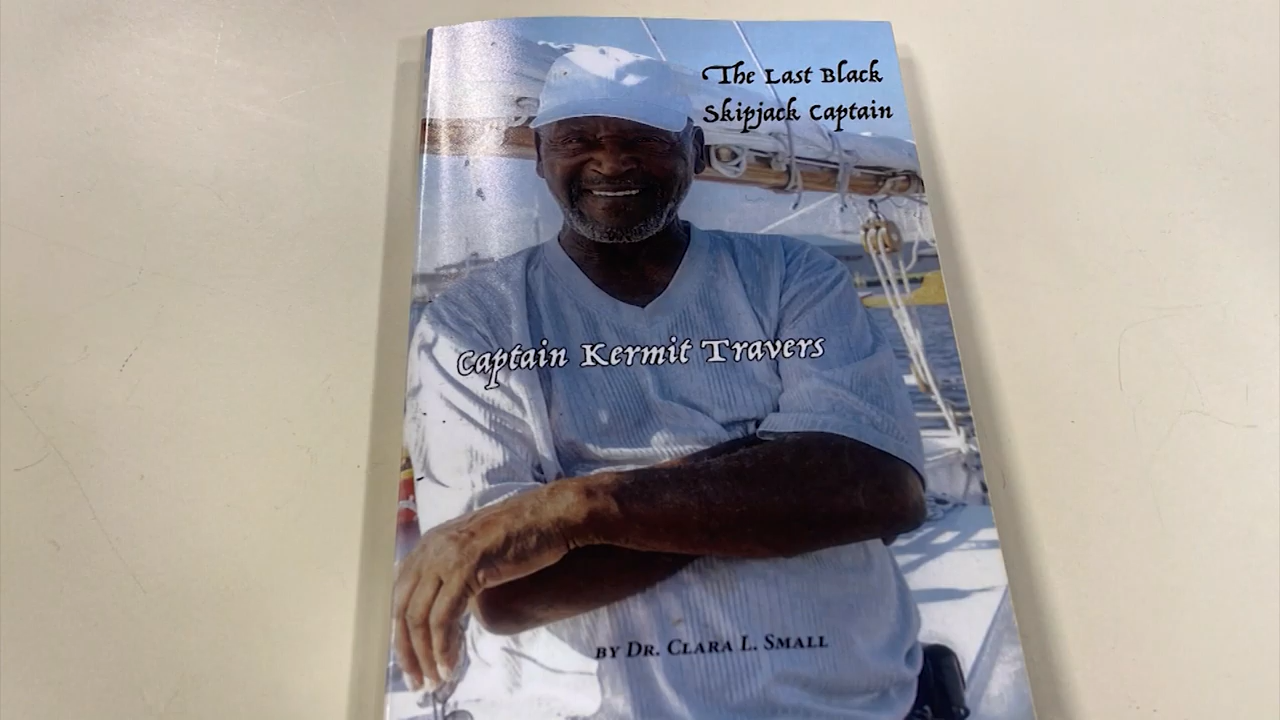 The Last Black
Skipjack Captain
Captain Kermit Travers
BY DR. CLARA L. SMALL